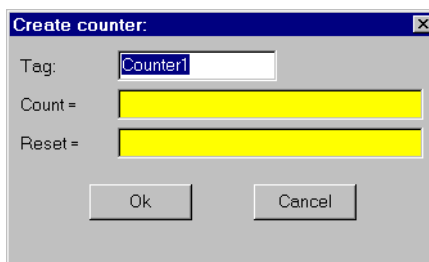 Create counter:
Tag: Counter1
Count =
Reset =
Ok Cancel